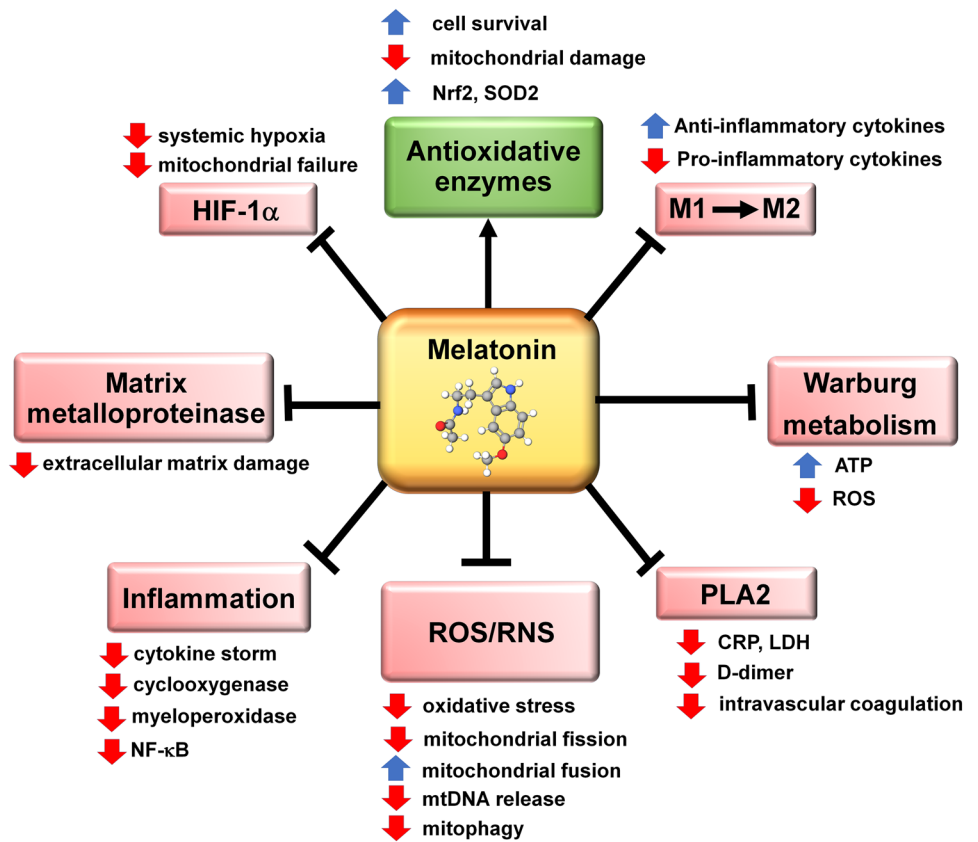 cell survival
mitochondrial damage
Nrf2, SOD2
Antioxidative
enzymes
systemic hypoxia
mitochondrial failure
HIF-1α
Anti-inflammatory cytokines
Pro-inflammatory cytokines
M1 → M2
Melatonin
Matrix
metalloproteinase
extracellular matrix damage
Warburg
metabolism
ATP
ROS
Inflammation
cytokine storm
cyclooxygenase
myeloperoxidase
NF-κB
ROS/RNS
oxidative stress
mitochondrial fission
mitochondrial fusion
mtDNA release
mitophagy
PLA2
CRP, LDH
D-dimer
intravascular coagulation